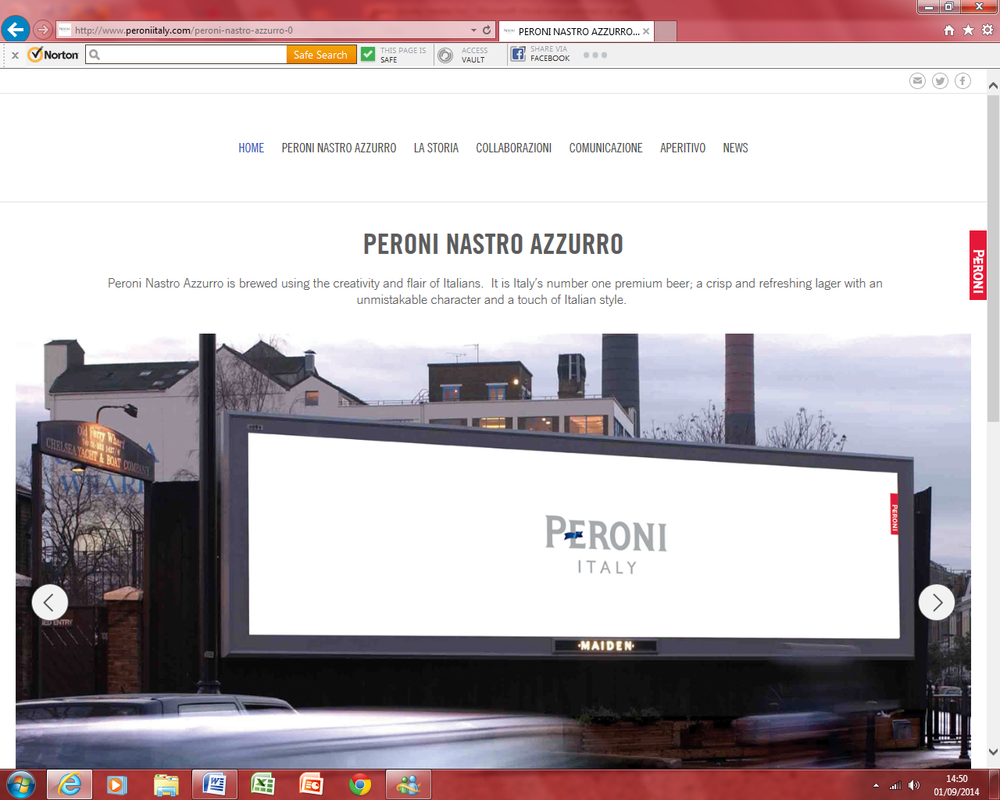 http://www.peroniitaly.com/peroni-nastro-azzurro-0
PERONI NASTRO AZZURRO...
Norton
Safe Search
THIS PAGE IS
SAFE
ACCESS
VAULT
SHARE VIA
FACEBOOK
HOME PERONI NASTRO AZZURRO LA STORIA COLLABORAZIONI COMUNICAZIONE APERITIVO NEWS
PERONI NASTRO AZZURRO
PERONI
Peroni Nastro Azzurro is brewed using the creativity and flair of Italians. It is Italy's number one premium beer; a crisp and refreshing lager with an
unmistakable character and a touch of Italian style.
Old Ferry Wharf
CHELSEA YACHT & BOAT COMPANY
WHARF
PERONI
ITALY
PERONI
MAIDEN
ENTRY
14:50
01/09/2014